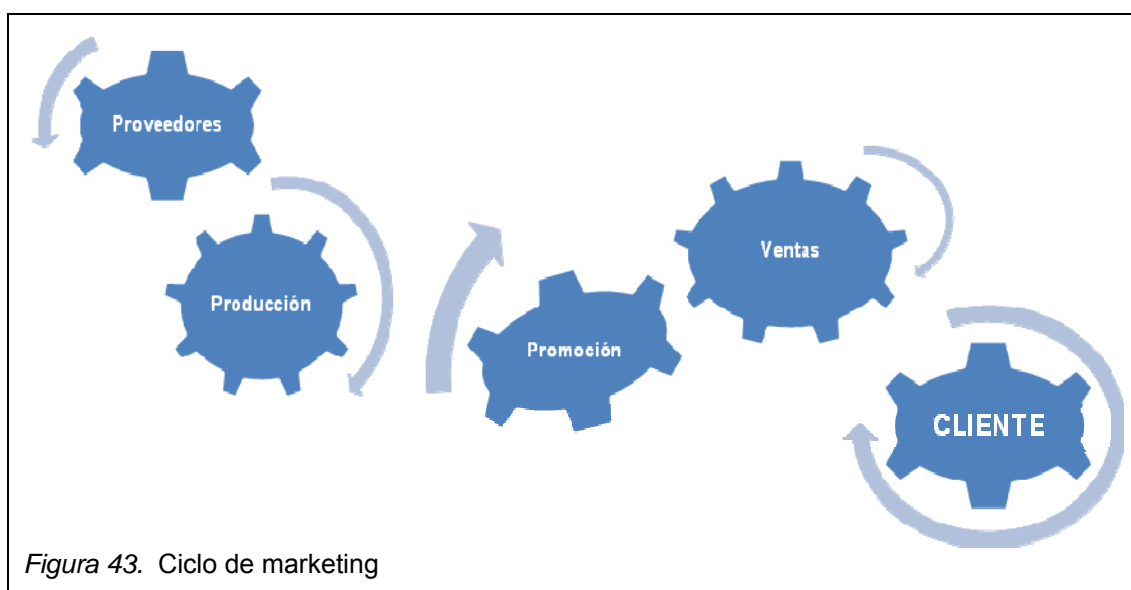 Proveedores
Producción
Promoción
Ventas
CLIENTE
Figura 43. Ciclo de marketing